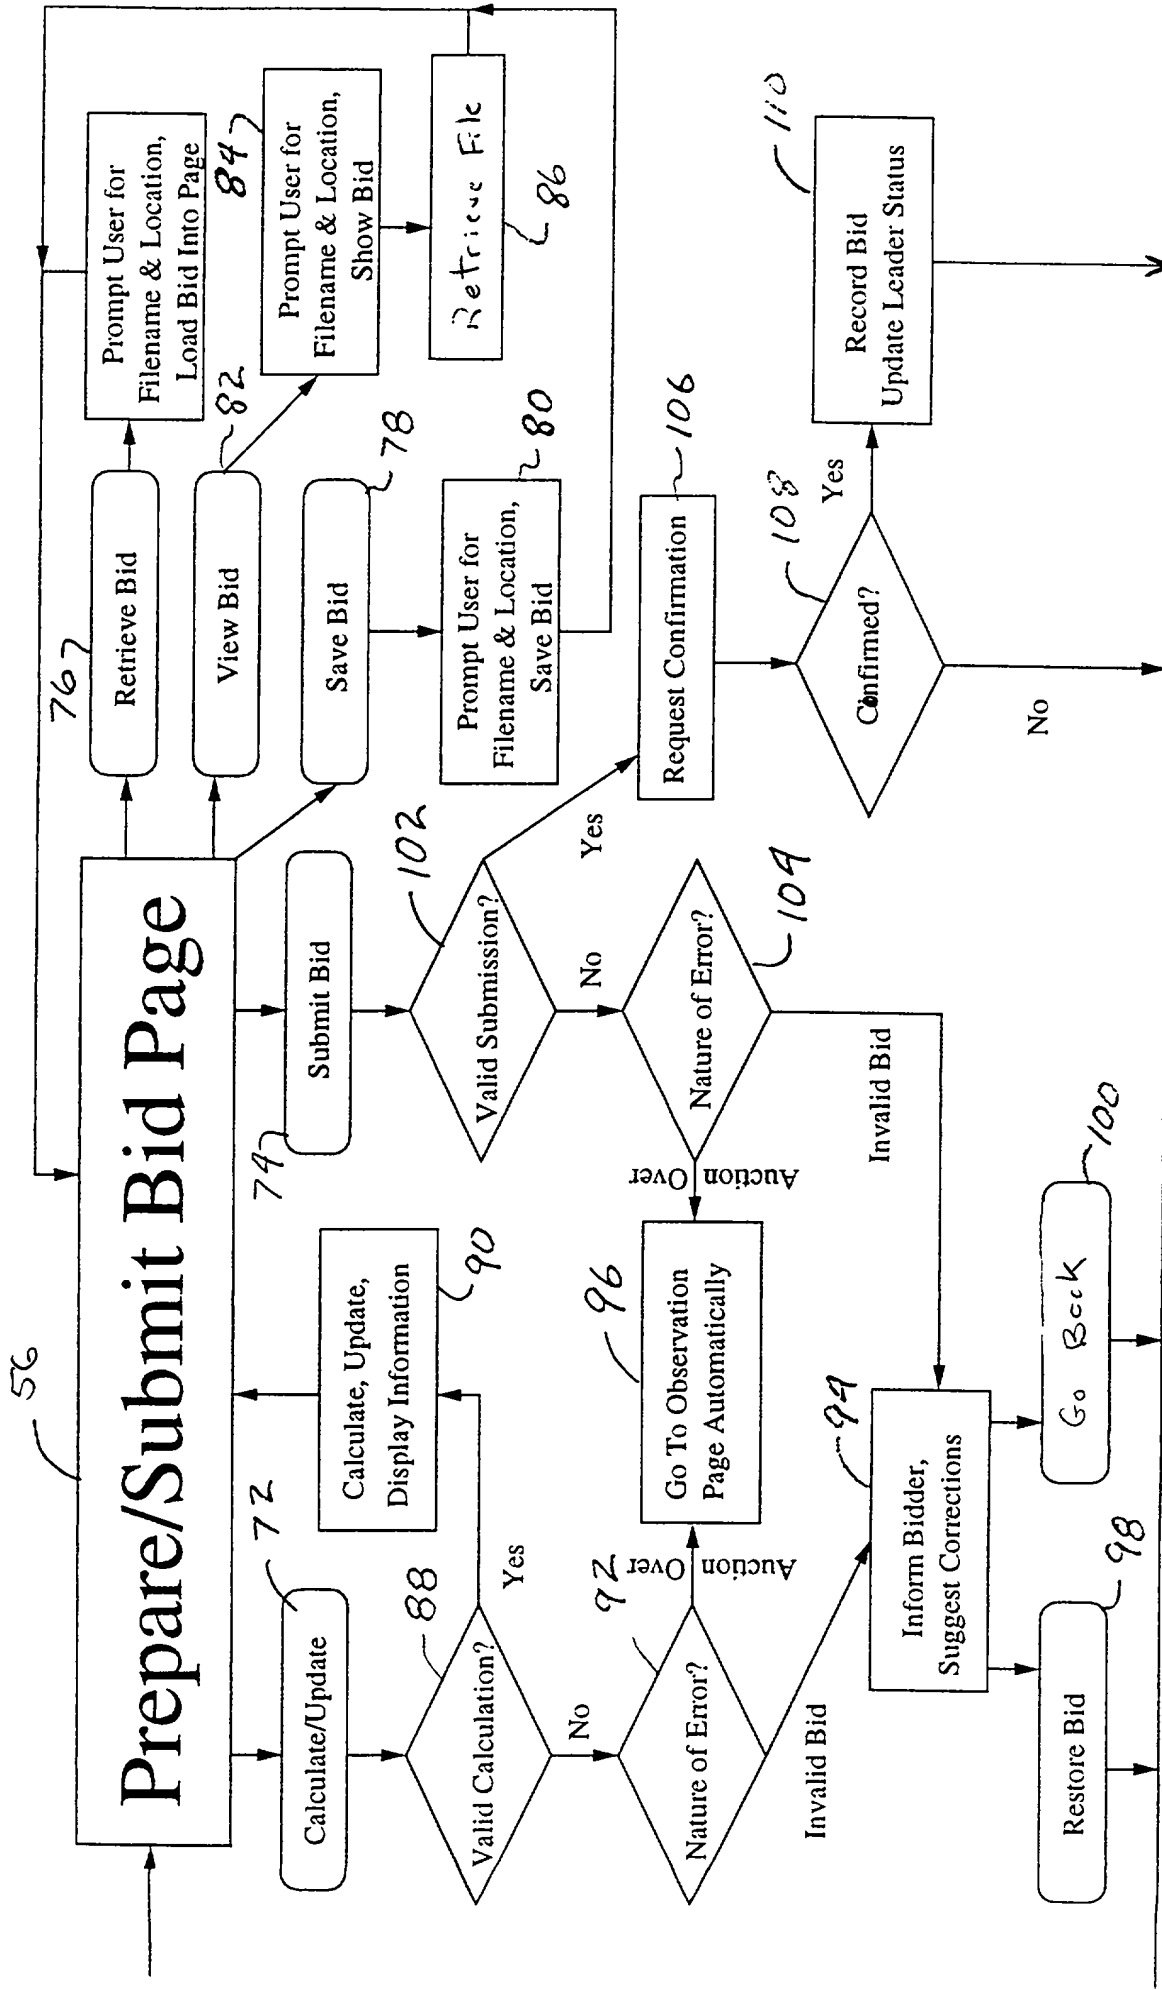 56
Prepare/Submit Bid Page
76
Retrieve Bid
Prompt User for
Filename & Location,
Load Bid Into Page
82
View Bid
84
Prompt User for
Filename & Location,
Show Bid
Retrieve File
86
78
Save Bid
80
Prompt User for
Filename & Location,
Save Bid
72
Calculate/Update
88
Valid Calculation?
Yes
No
90
Calculate, Update,
Display Information
92
Nature of Error?
Auction Over
Invalid Bid
96
Go To Observation
Page Automatically
74
Submit Bid
102
Valid Submission?
Yes
No
104
Nature of Error?
Auction Over
Invalid Bid
94
Inform Bidder,
Suggest Corrections
98
Restore Bid
100
Go Back
106
Request Confirmation
108
Confirmed?
Yes
No
110
Record Bid
Update Leader Status